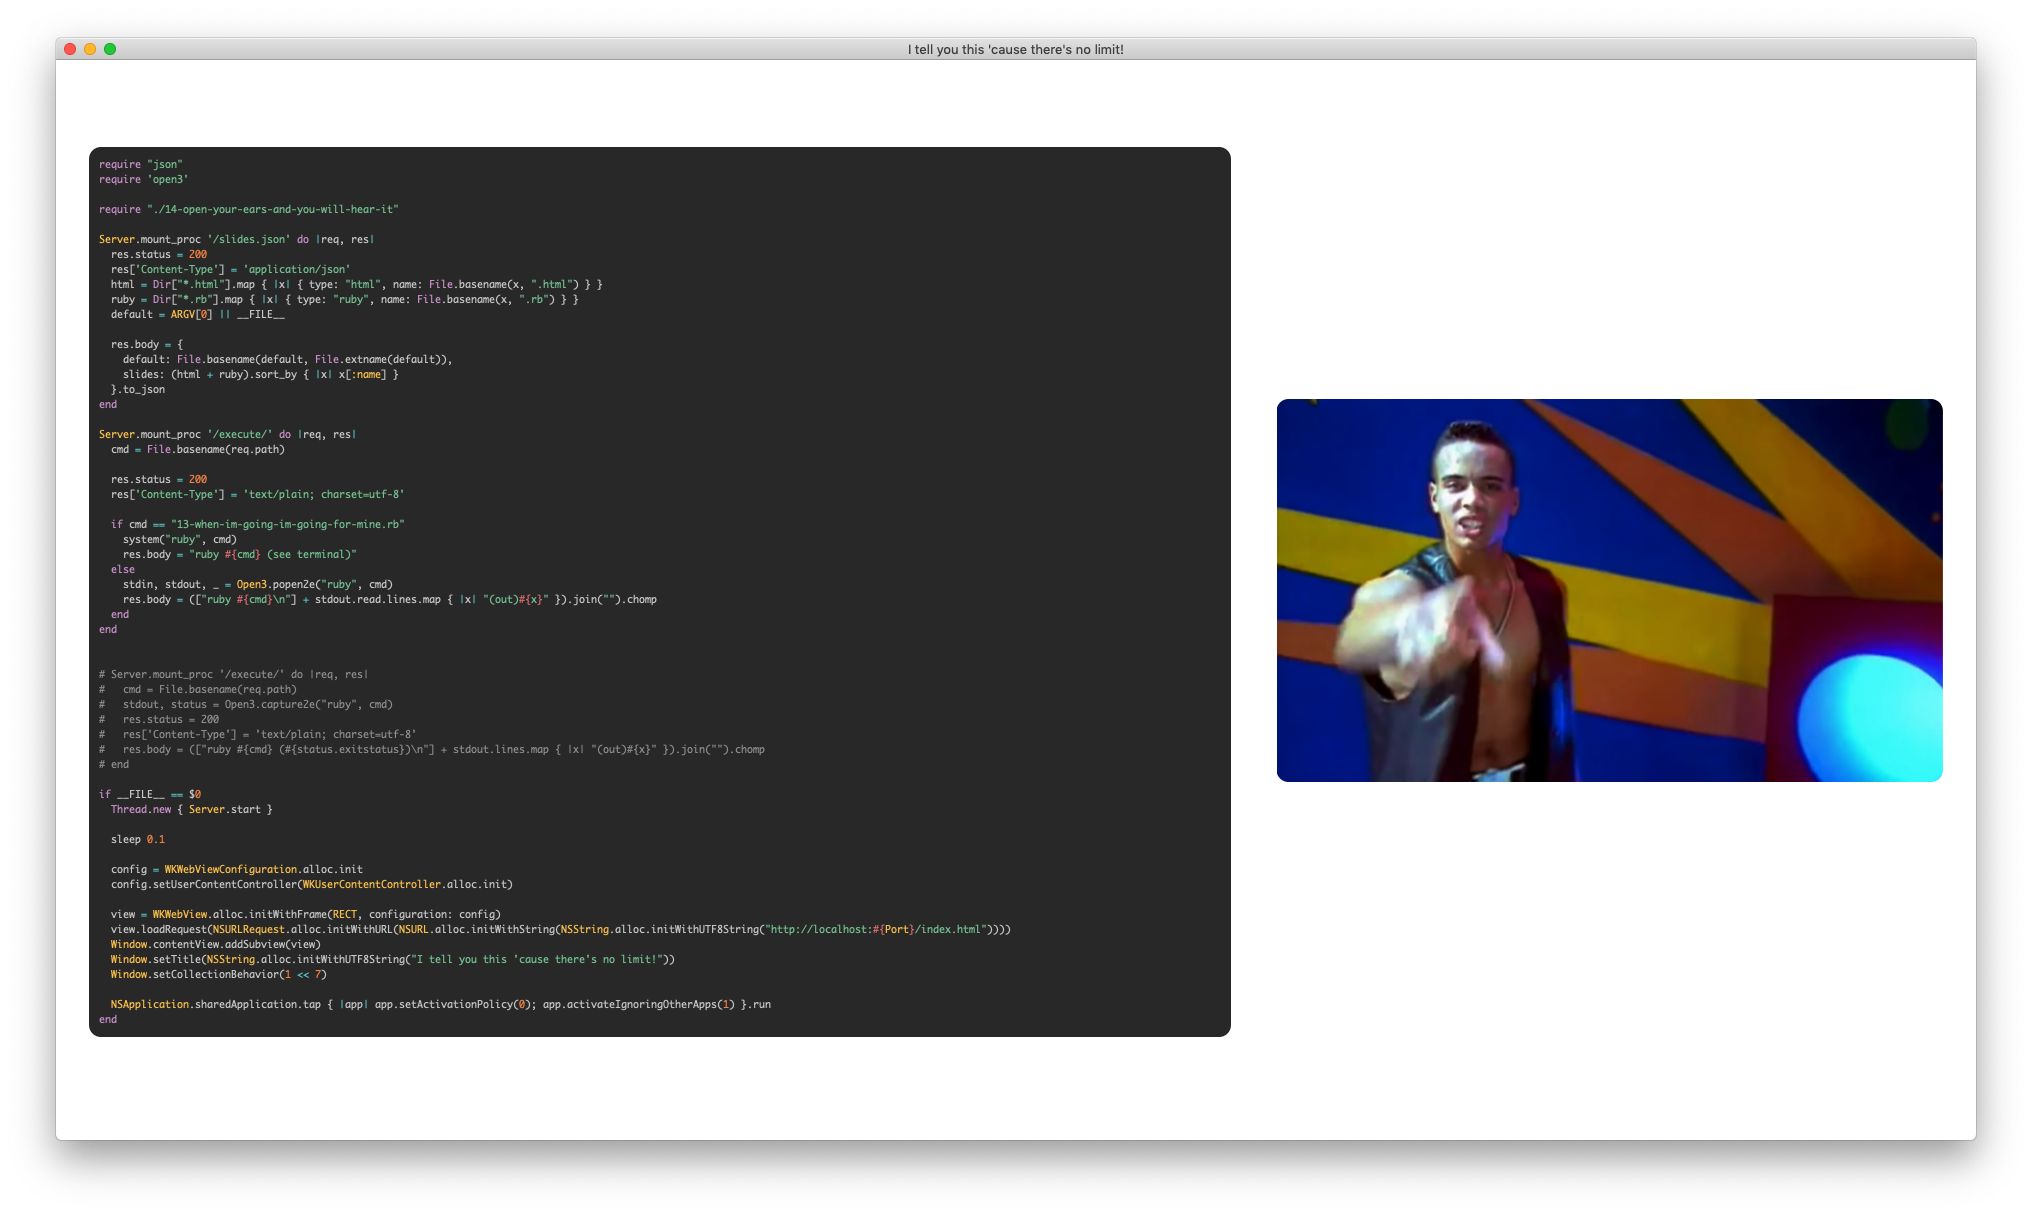 I tell you this 'cause there's no limit!
require "json"
require 'open3'
require "./14-open-your-ears-and-you-will-hear-it"
Server.mount_proc '/slides.json' do |req, res|
  res.status = 200
  res['Content-Type'] = 'application/json'
  html = Dir["*.html"].map { |x| { type: "html", name: File.basename(x, ".html") } }
  ruby = Dir["*.rb"].map { |x| { type: "ruby", name: File.basename(x, ".rb") } }
  default = ARGV[0] || __FILE__
  res.body = {
    default: File.basename(default, File.extname(default)),
    slides: (html + ruby).sort_by { |x| x[:name] }
  }.to_json
end
Server.mount_proc '/execute/' do |req, res|
  cmd = File.basename(req.path)
  res.status = 200
  res['Content-Type'] = 'text/plain; charset=utf-8'
  if cmd == "13-when-im-going-im-going-for-mine.rb"
    system("ruby", cmd)
    res.body = "ruby #{cmd} (see terminal)"
  else
    stdin, stdout, _ = Open3.popen2e("ruby", cmd)
    res.body = (["ruby #{cmd}\n"] + stdout.read.lines.map { |x| "(out)#{x}" }).join("").chomp
  end
end
# Server.mount_proc '/execute/' do |req, res|
#   cmd = File.basename(req.path)
#   stdout, status = Open3.capture2e("ruby", cmd)
#   res.status = 200
#   res['Content-Type'] = 'text/plain; charset=utf-8'
#   res.body = (["ruby #{cmd} (#{status.exitstatus})\n"] + stdout.lines.map { |x| "(out)#{x}" }).join("").chomp
# end
if __FILE__ == $0
  Thread.new { Server.start }
  sleep 0.1
  config = WKWebViewConfiguration.alloc.init
  config.setUserContentController(WKUserContentController.alloc.init)
  view = WKWebView.alloc.initWithFrame(RECT, configuration: config)
  view.loadRequest(NSURLRequest.alloc.initWithURL(NSURL.alloc.initWithString(NSString.alloc.initWithUTF8String("http://localhost:#{Port}/index.html"))))
  Window.contentView.addSubview(view)
  Window.setTitle(NSString.alloc.initWithUTF8String("I tell you this 'cause there's no limit!"))
  Window.setCollectionBehavior(1 << 7)
  NSApplication.sharedApplication.tap { |app| app.setActivationPolicy(0); app.activateIgnoringOtherApps(1) }.run
end